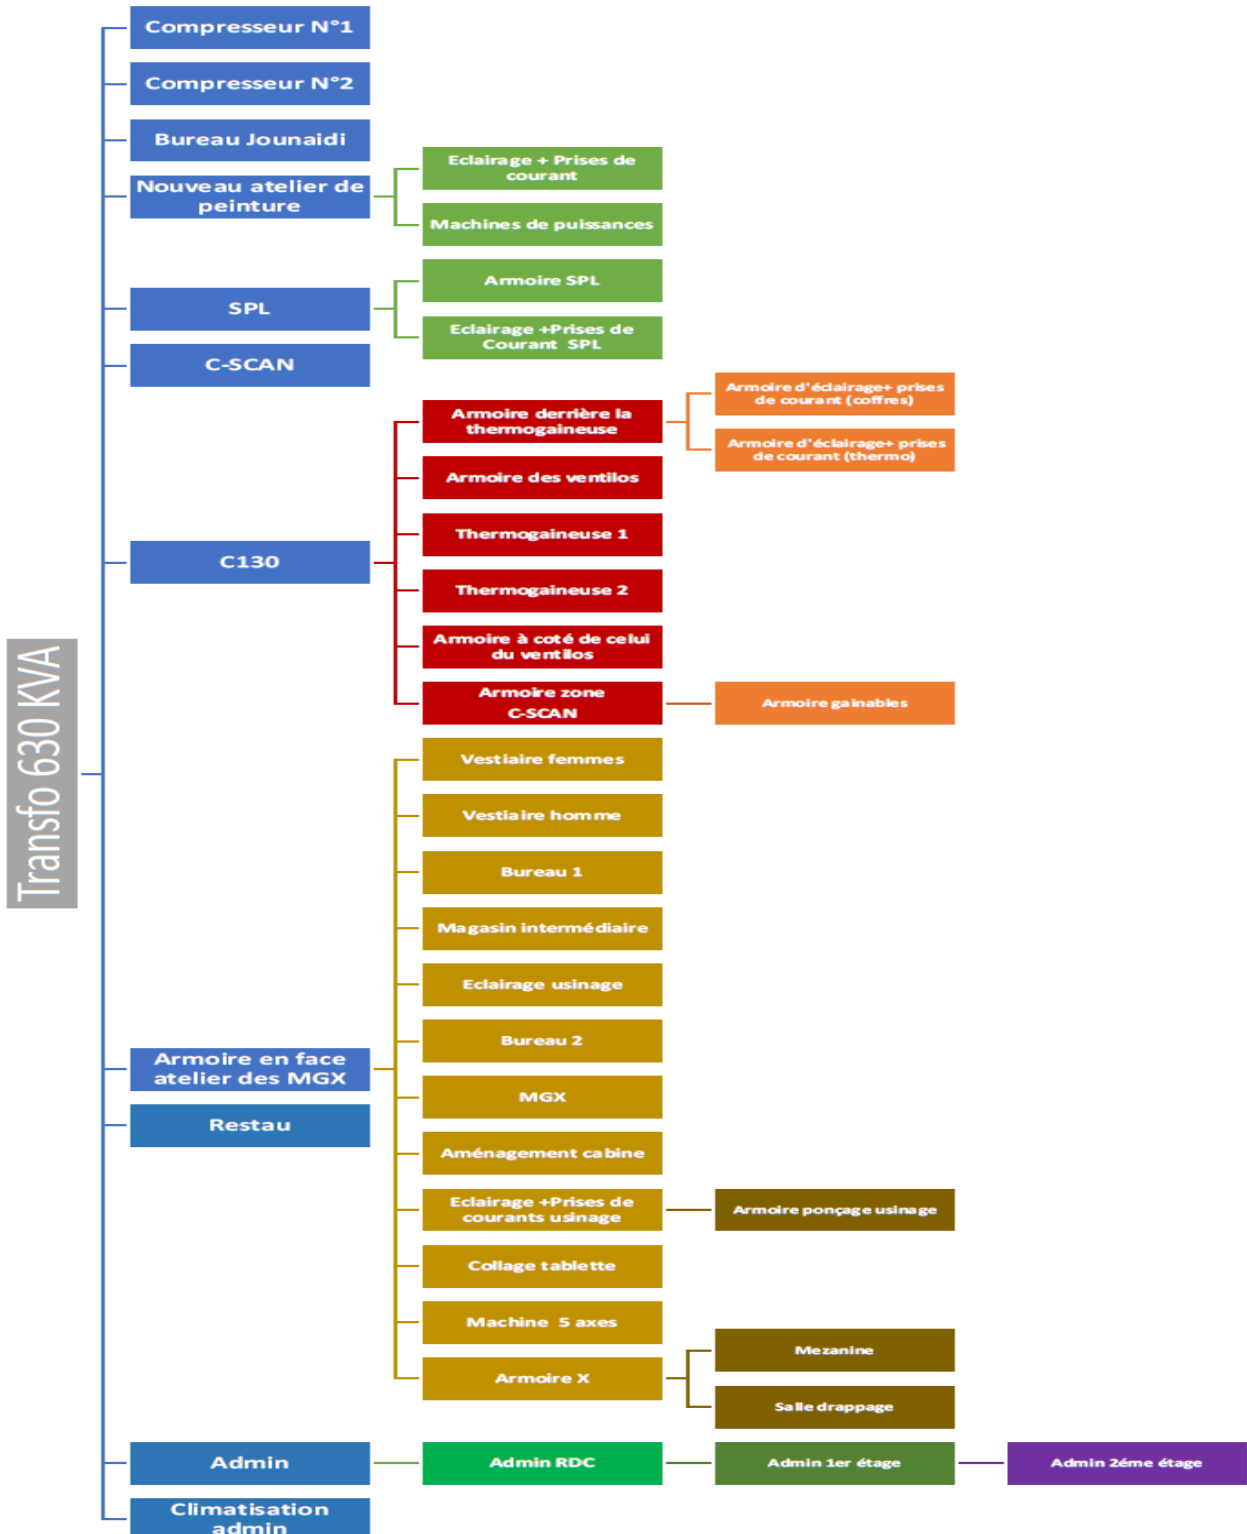 Transfo 630 KVA
Compresseur N°1
Compresseur N°2
Bureau Jounaidi
Nouveau atelier de
peinture
Eclairage + Prises de
courant
Machines de puissances
SPL
Armoire SPL
Eclairage +Prises de
Courant SPL
C-SCAN
C130
Armoire derrière la
thermogaineuse
Armoire d'éclairage+ prises
de courant (coffres)
Armoire d'éclairage+ prises
de courant (thermo)
Armoire des ventilos
Thermogaineuse 1
Thermogaineuse 2
Armoire à coté de celui
du ventilos
Armoire zone
C-SCAN
Armoire gainables
Armoire en face
atelier des MGX
Vestiaire femmes
Vestiaire homme
Bureau 1
Magasin intermédiaire
Eclairage usinage
Bureau 2
MGX
Aménagement cabine
Eclairage +Prises de
courants usinage
Armoire ponçage usinage
Collage tablette
Machine 5 axes
Armoire X
Mezanine
Salle drappage
Restau
Admin
Admin RDC
Admin 1er étage
Admin 2éme étage
Climatisation
admin